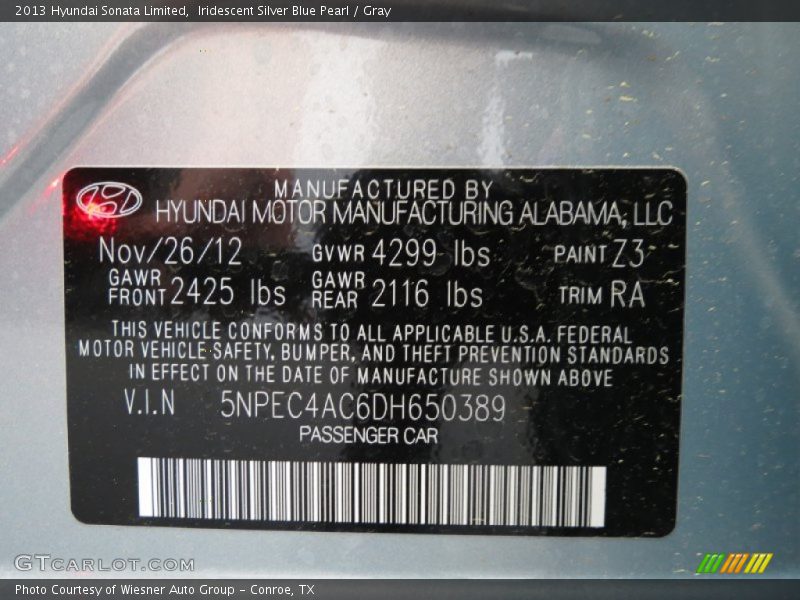 2013 Hyundai Sonata Limited,  Iridescent Silver Blue Pearl / Gray
MANUFACTURED BY
HYUNDAI MOTOR MANUFACTURING ALABAMA, LLC
Nov/26/12 GVWR 4299 lbs PAINT Z3
GAWR FRONT 2425 lbs GAWR REAR 2116 lbs TRIM RA
THIS VEHICLE CONFORMS TO ALL APPLICABLE U.S.A. FEDERAL
MOTOR VEHICLE SAFETY, BUMPER, AND THEFT PREVENTION STANDARDS
IN EFFECT ON THE DATE OF MANUFACTURE SHOWN ABOVE
V.I.N 5NPEC4AC6DH650389
PASSENGER CAR
GTCARLOT.COM
Photo Courtesy of Wiesner Auto Group - Conroe, TX